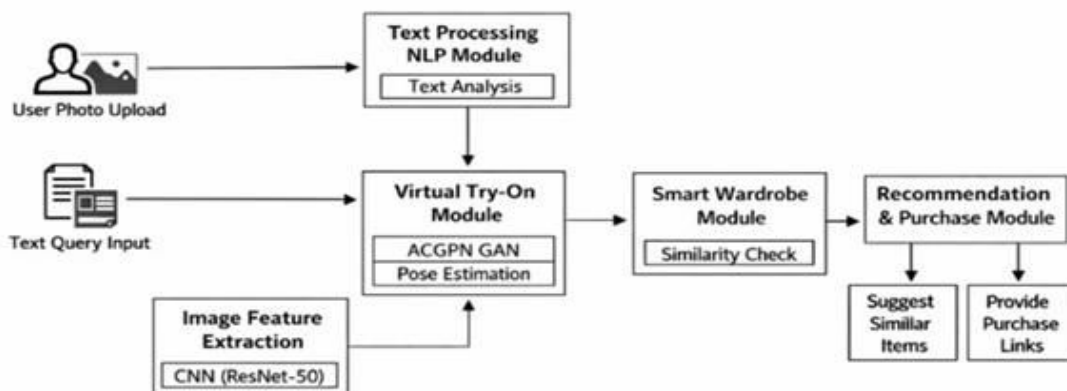 User Photo Upload
Text Processing
NLP Module
Text Analysis
Text Query Input
Virtual Try-On
Module
ACGPN GAN
Pose Estimation
Image Feature
Extraction
CNN (ResNet-50)
Smart Wardrobe
Module
Similarity Check
Recommendation
& Purchase Module
Suggest
Simillar
Items
Provide
Purchase
Links